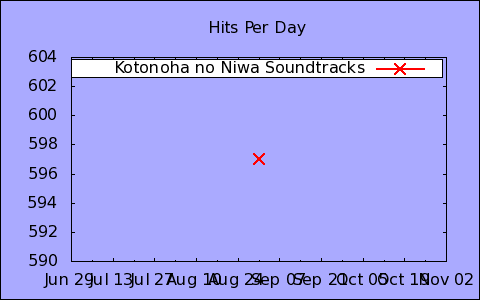 Hits Per Day
604
Kotonoha no Niwa Soundtracks
602
600
598
596
594
592
590
Jun 29 Jul 13 Jul 27 Aug 10 Aug 24 Sep 07 Sep 21 Oct 05 Oct 19 Nov 02